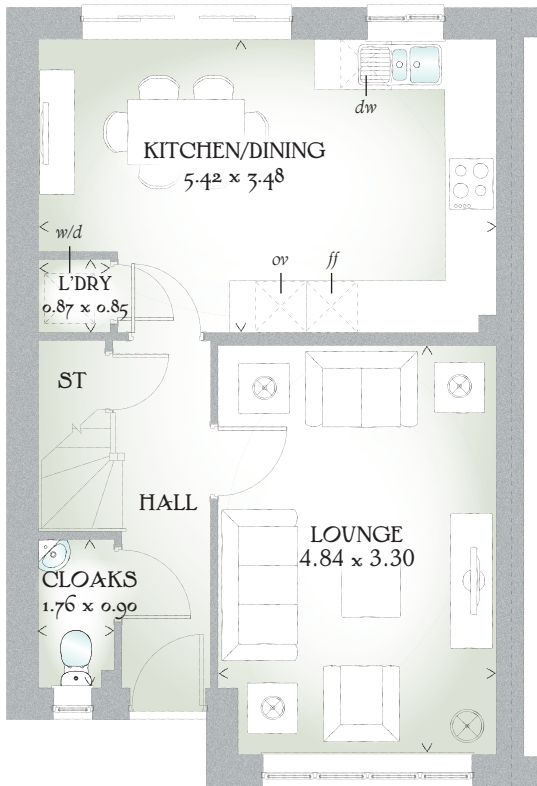 dw
KITCHEN/DINING
5.42 x 3.48
w/d
L'DRY
0.87 x 0.85
ov
ff
ST
HALL
LOUNGE
4.84 x 3.30
CLOAKS
1.76 x 0.90